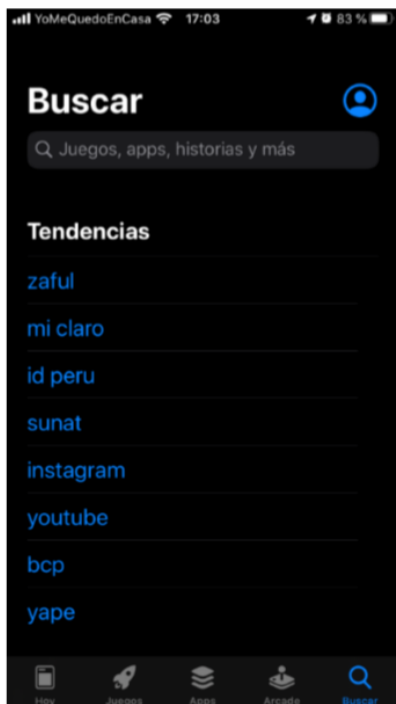 YoMeQuedoEnCasa 17:03 83 %
Buscar
Juegos, apps, historias y más
Tendencias
zaful
mi claro
id peru
sunat
instagram
youtube
bcp
yape
Hoy Juegos Apps Arcade Buscar